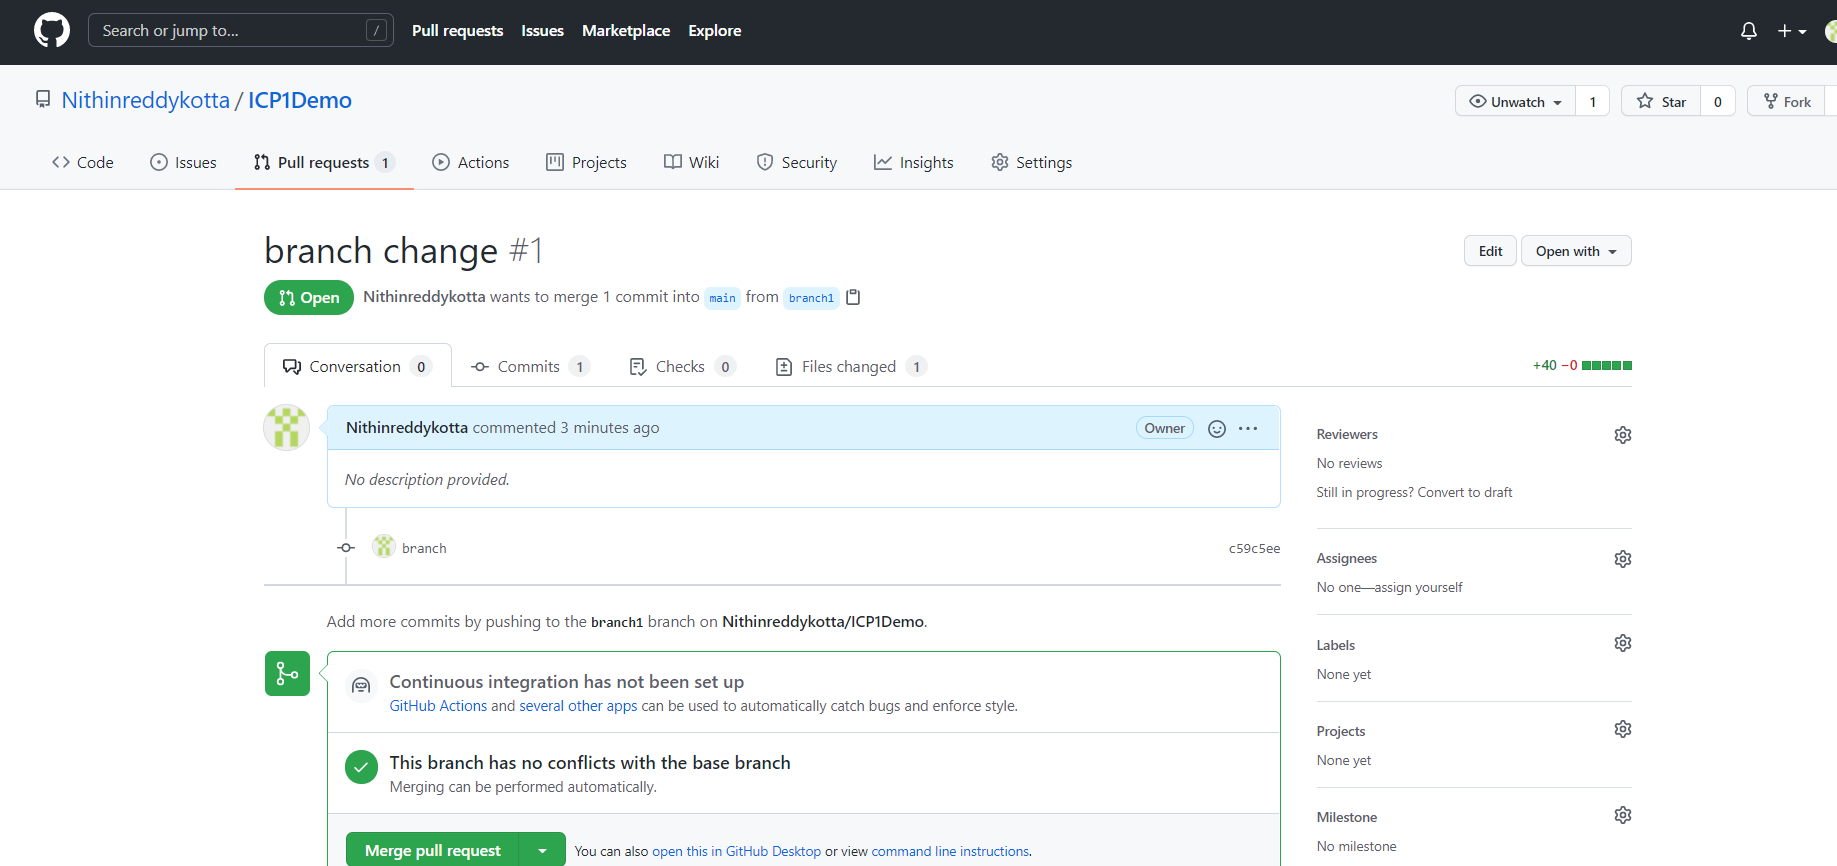 Search or jump to... /
Pull requests Issues Marketplace Explore
Nithinreddykotta / ICP1Demo
Unwatch 1 Star 0 Fork
Code Issues Pull requests 1 Actions Projects Wiki Security Insights Settings
branch change #1
Edit Open with
Open Nithinreddykotta wants to merge 1 commit into main from branch1
Conversation 0 Commits 1 Checks 0 Files changed 1
+40 −0
Nithinreddykotta commented 3 minutes ago Owner
No description provided.
branch c59c5ee
Add more commits by pushing to the branch1 branch on Nithinreddykotta/ICP1Demo.
Continuous integration has not been set up
GitHub Actions and several other apps can be used to automatically catch bugs and enforce style.
This branch has no conflicts with the base branch
Merging can be performed automatically.
Merge pull request You can also open this in GitHub Desktop or view command line instructions.
Reviewers
No reviews
Still in progress? Convert to draft
Assignees
No one—assign yourself
Labels
None yet
Projects
None yet
Milestone
No milestone